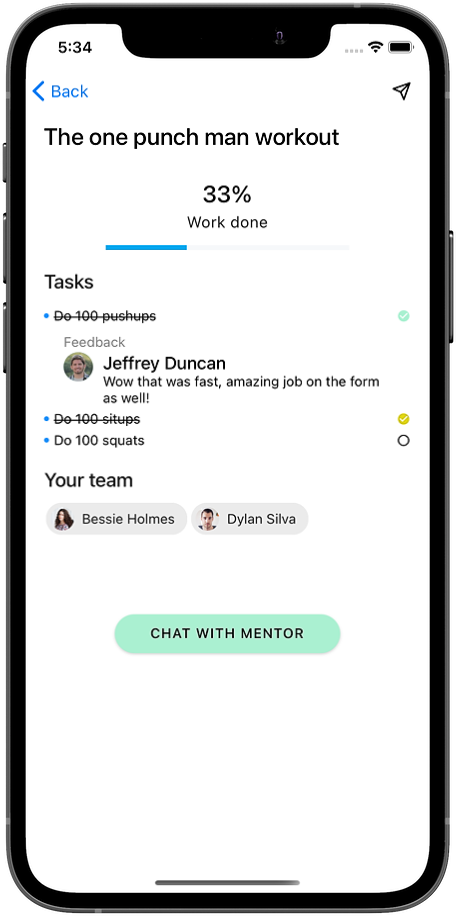 5:34
Back
The one punch man workout
33%
Work done
Tasks
Do 100 pushups
Feedback
Jeffrey Duncan
Wow that was fast, amazing job on the form
as well!
Do 100 situps
Do 100 squats
Your team
Bessie Holmes Dylan Silva
CHAT WITH MENTOR